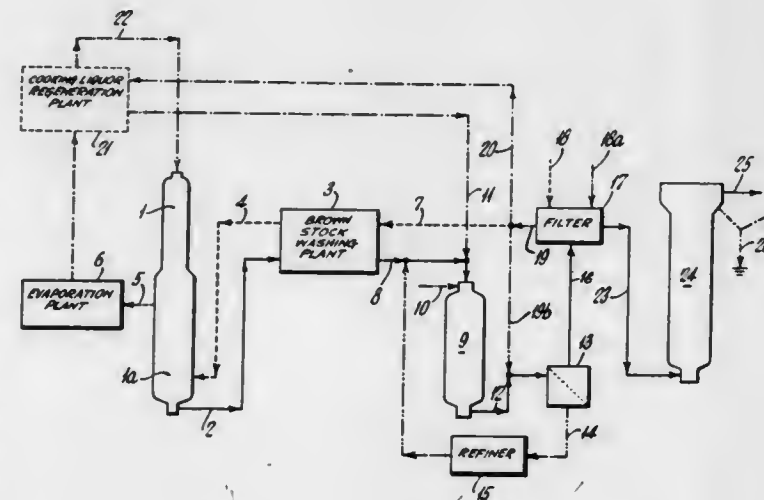 22
COOKING LIQUOR
REGENERATION
PLANT
21
1
4
3
BROWN
STOCK
WASHING
PLANT
7
20
11
18
18a
17
FILTER
19
25
6
EVAPORATION
PLANT
5
8
10
9
16
23
24
1a
19b
13
2
12
14
REFINER
15